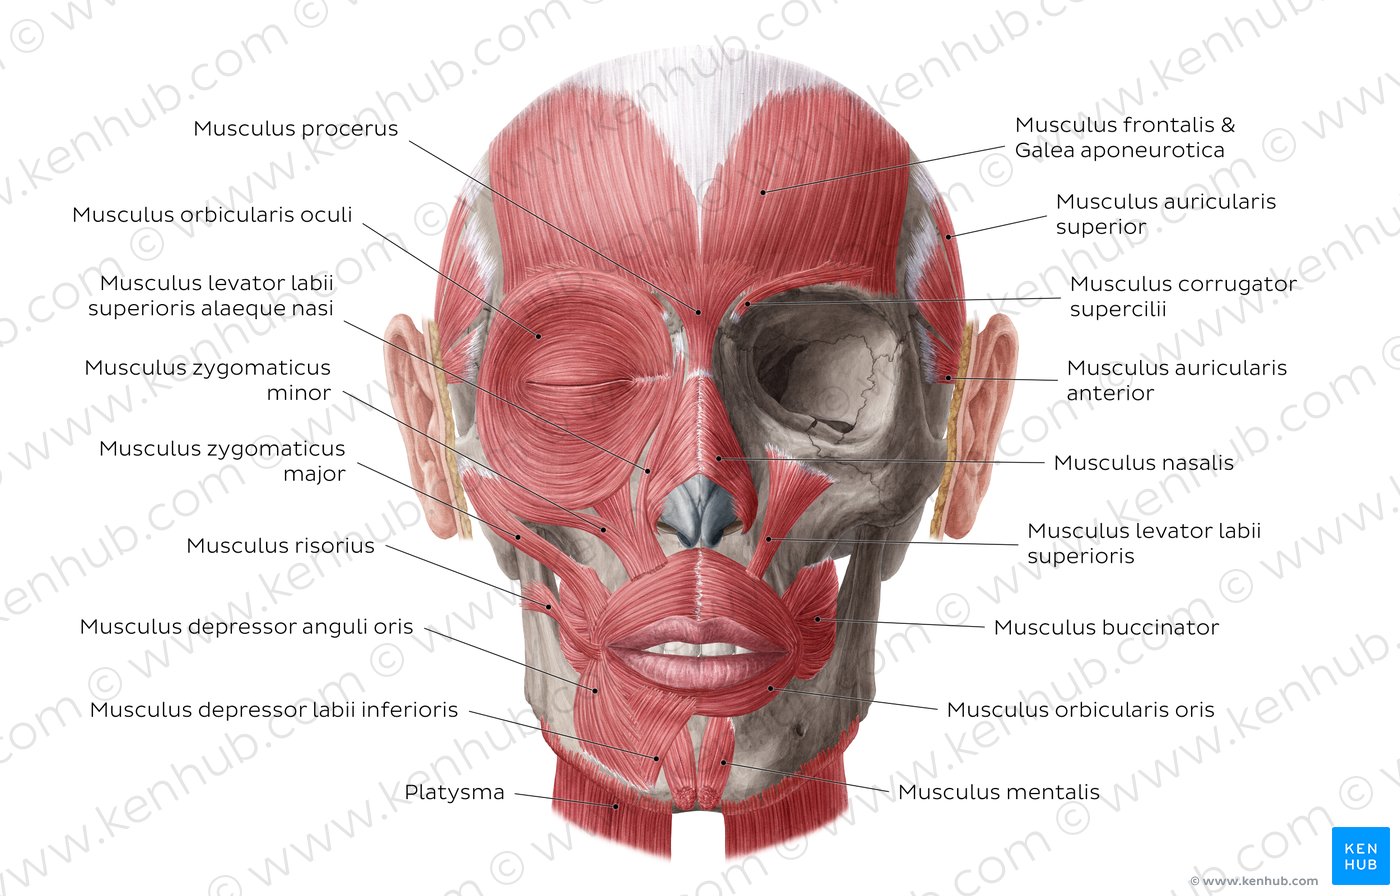 Musculus procerus
Musculus orbicularis oculi
Musculus levator labii
superioris alaeque nasi
Musculus zygomaticus
minor
Musculus zygomaticus
major
Musculus risorius
Musculus depressor anguli oris
Musculus depressor labii inferioris
Platysma
Musculus frontalis &
Galea aponeurotica
Musculus auricularis
superior
Musculus corrugator
supercilii
Musculus auricularis
anterior
Musculus nasalis
Musculus levator labii
superioris
Musculus buccinator
Musculus orbicularis oris
Musculus mentalis
KEN
HUB
© www.kenhub.com